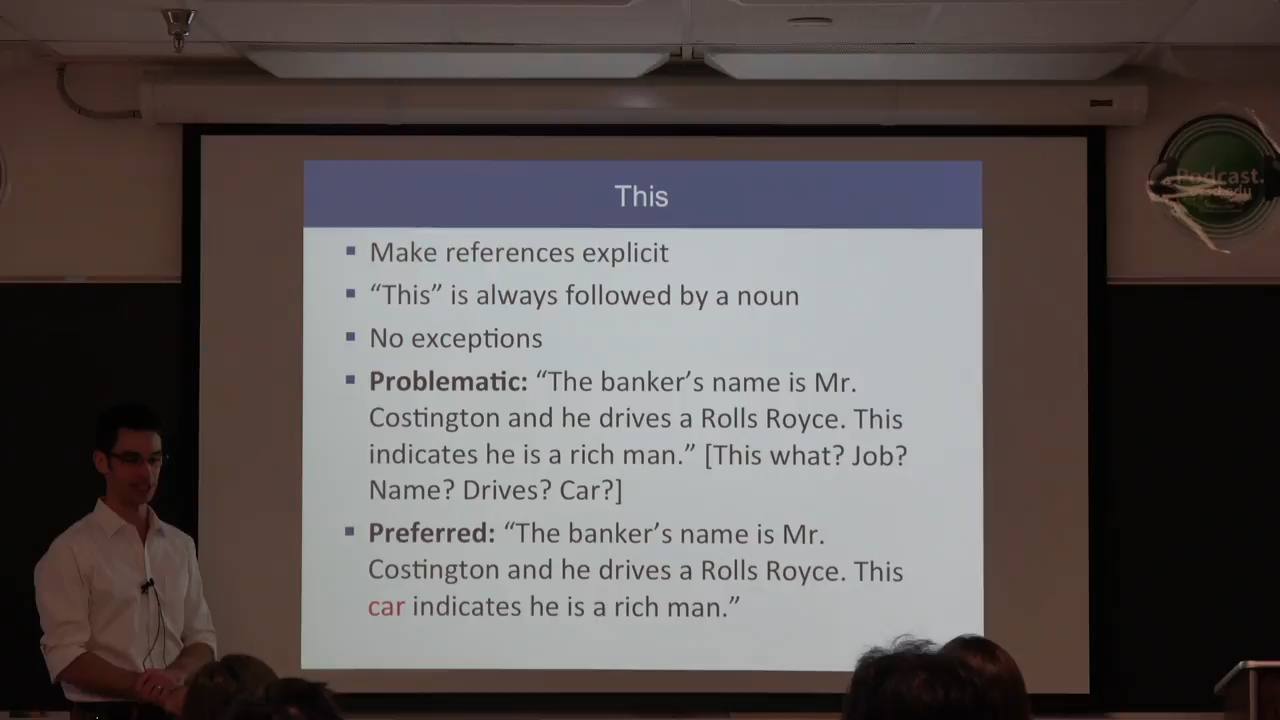 This
Make references explicit
“This” is always followed by a noun
No exceptions
Problematic: “The banker’s name is Mr.
Costington and he drives a Rolls Royce. This
indicates he is a rich man.” [This what? Job?
Name? Drives? Car?]
Preferred: “The banker’s name is Mr.
Costington and he drives a Rolls Royce. This
car indicates he is a rich man.”
Podcast.